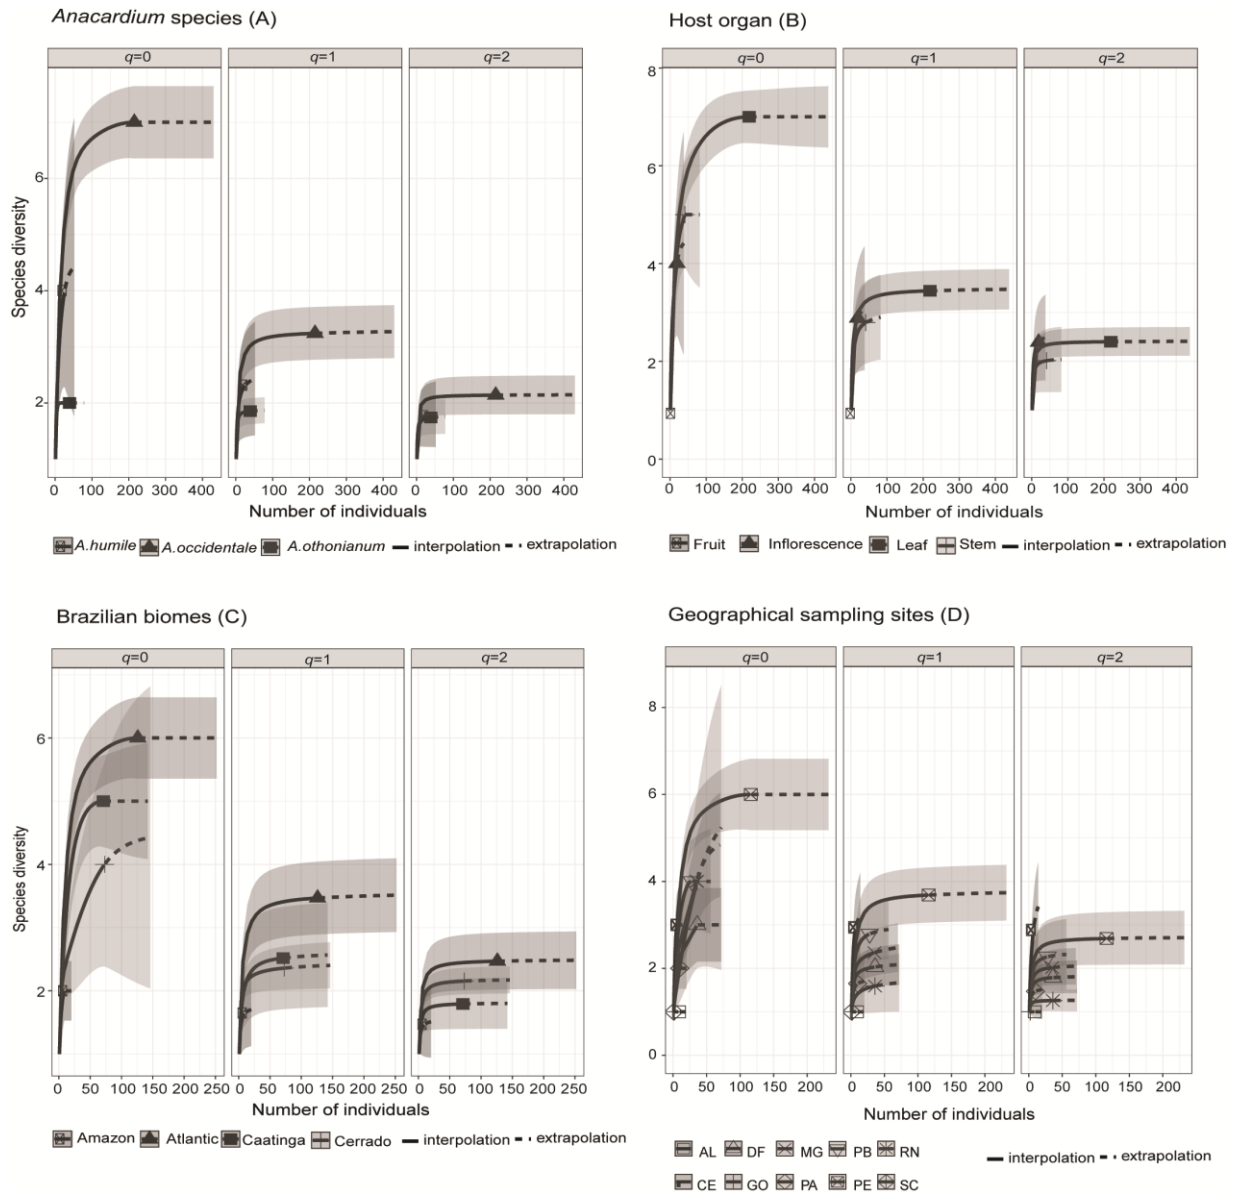 Anacardium species (A)
q=0 q=1 q=2
Species diversity
6
4
2
0 100 200 300 400 0 100 200 300 400 0 100 200 300 400
Number of individuals
A.humile A.occidentale A.othonianum interpolation extrapolation
Host organ (B)
q=0 q=1 q=2
8
6
4
2
0
0 100 200 300 400 0 100 200 300 400 0 100 200 300 400
Number of individuals
Fruit Inflorescence Leaf Stem interpolation extrapolation
Brazilian biomes (C)
q=0 q=1 q=2
Species diversity
6
4
2
0 50 100 150 200 250 0 50 100 150 200 250 0 50 100 150 200 250
Number of individuals
Amazon Atlantic Caatinga Cerrado interpolation extrapolation
Geographical sampling sites (D)
q=0 q=1 q=2
8
6
4
2
0
0 50 100 150 200 0 50 100 150 200 0 50 100 150 200
Number of individuals
AL DF MG PB RN interpolation extrapolation
CE GO PA PE SC